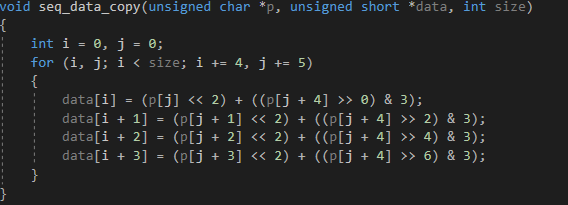 void seq_data_copy(unsigned char *p, unsigned short *data, int size)
{
    int i = 0, j = 0;
    for (i, j; i < size; i += 4, j += 5)
    {
        data[i] = (p[j] << 2) + ((p[j + 4] >> 0) & 3);
        data[i + 1] = (p[j + 1] << 2) + ((p[j + 4] >> 2) & 3);
        data[i + 2] = (p[j + 2] << 2) + ((p[j + 4] >> 4) & 3);
        data[i + 3] = (p[j + 3] << 2) + ((p[j + 4] >> 6) & 3);
    }
}